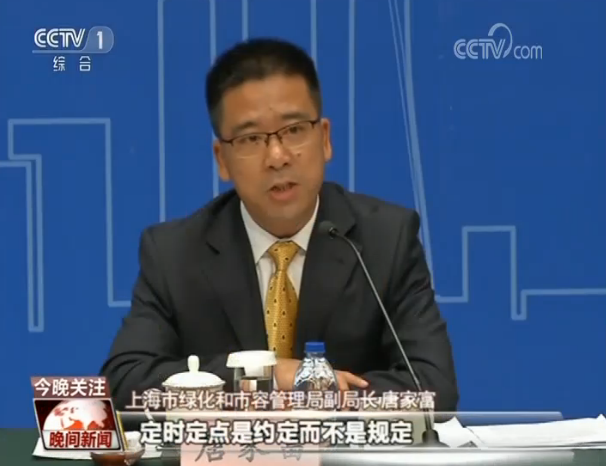 CCTV 1
综合
CCTV.com
今晚关注
晚间新闻
上海市绿化和市容管理局副局长 唐家富
定时定点是约定而不是规定